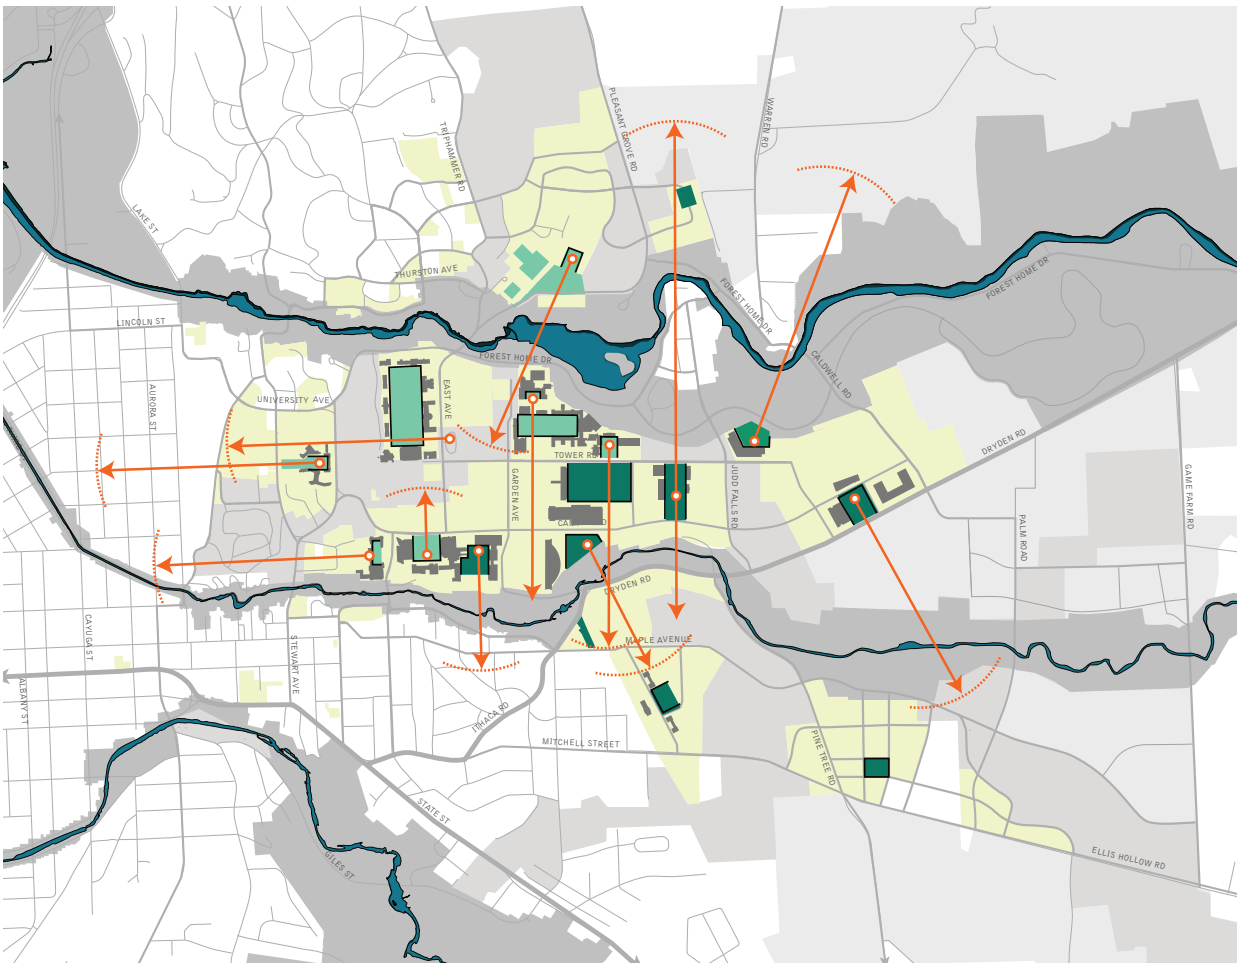 PLEASANT GROVE RD
WARREN RD
TRIPHAMMER RD
LAKE ST
THURSTON AVE
FOREST HOME DR
FOREST HOME DR
LINCOLN ST
FOREST HOME DR
CALDWELL RD
AURORA ST
UNIVERSITY AVE
EAST AVE
DRYDEN RD
TOWER RD
GARDEN AVE
JUDD FALLS RD
GAME FARM RD
PALM ROAD
DRYDEN RD
CAYUGA ST
STEWART AVE
MAPLE AVENUE
ALBANY ST
ITHACA RD
MITCHELL STREET
PINE TREE RD
STATE ST
GILES ST
ELLIS HOLLOW RD